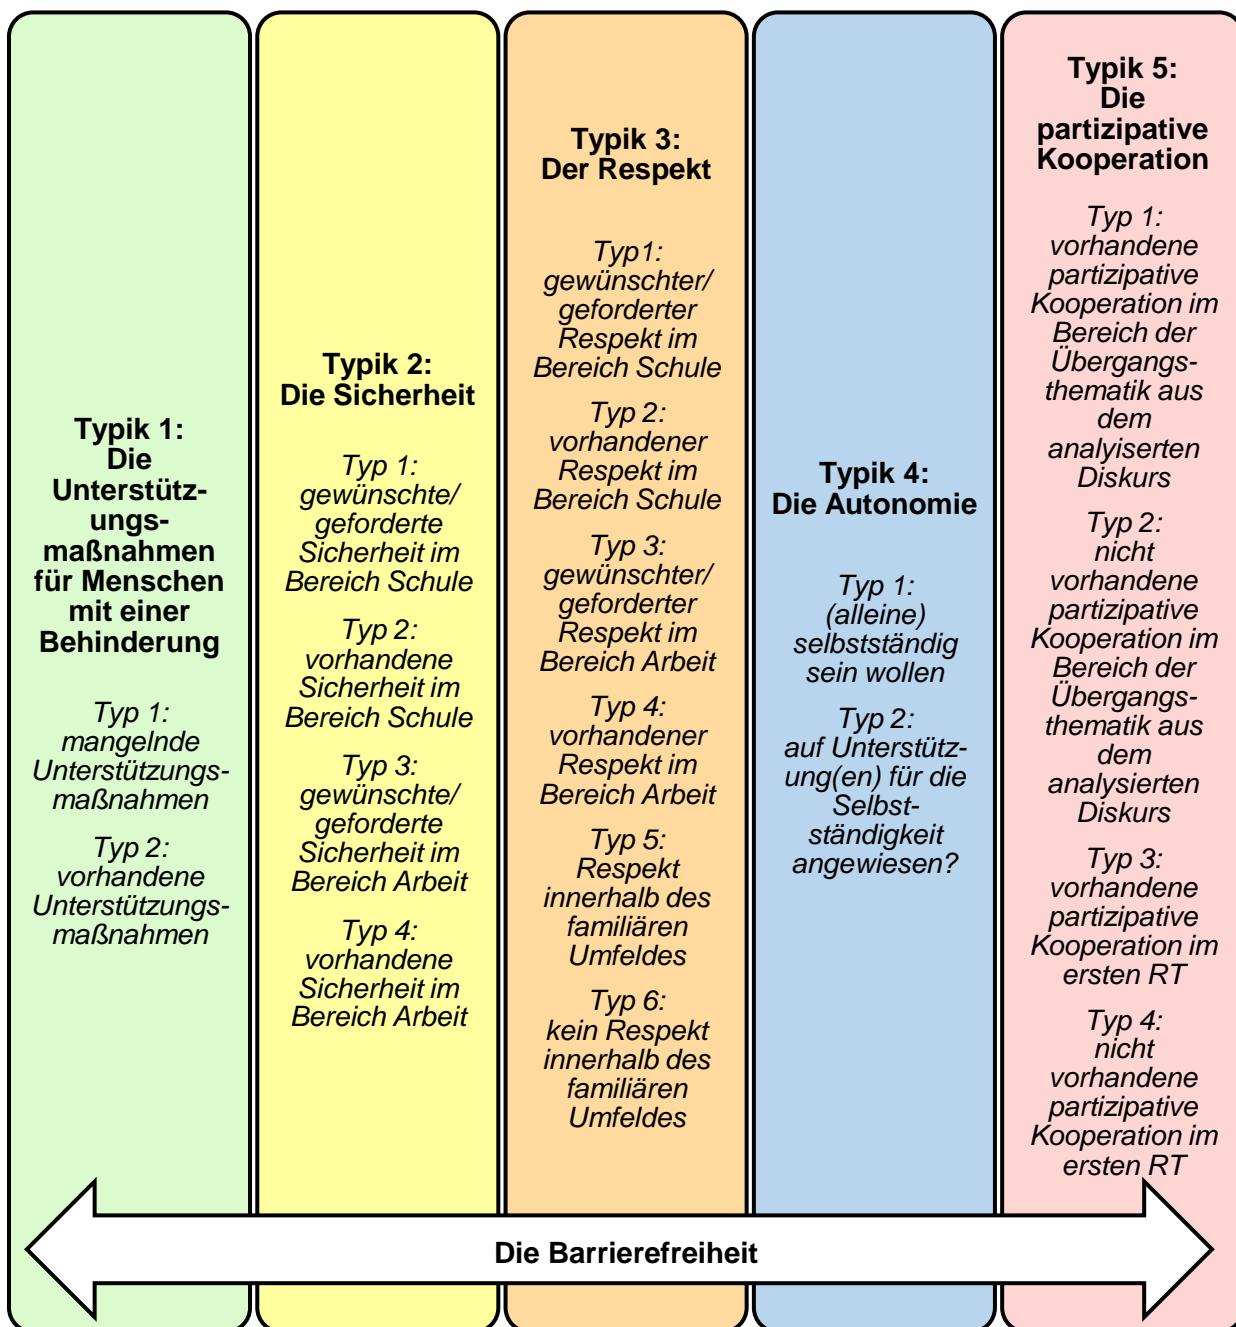 Typik 1:
Die
Unterstütz-
ungs-
maßnahmen
für Menschen
mit einer
Behinderung
Typ 1:
mangelnde
Unterstützungs-
maßnahmen
Typ 2:
vorhandene
Unterstützungs-
maßnahmen
Typik 2:
Die Sicherheit
Typ 1:
gewünschte/
geforderte
Sicherheit im
Bereich Schule
Typ 2:
vorhandene
Sicherheit im
Bereich Schule
Typ 3:
gewünschte/
geforderte
Sicherheit im
Bereich Arbeit
Typ 4:
vorhandene
Sicherheit im
Bereich Arbeit
Typik 3:
Der Respekt
Typ1:
gewünschter/
geforderter
Respekt im
Bereich Schule
Typ 2:
vorhandener
Respekt im
Bereich Schule
Typ 3:
gewünschter/
geforderter
Respekt im
Bereich Arbeit
Typ 4:
vorhandener
Respekt im
Bereich Arbeit
Typ 5:
Respekt
innerhalb des
familiären
Umfeldes
Typ 6:
kein Respekt
innerhalb des
familiären
Umfeldes
Typik 4:
Die Autonomie
Typ 1:
(alleine)
selbstständig
sein wollen
Typ 2:
auf Unterstütz-
ung(en) für die
Selbst-
ständigkeit
angewiesen?
Typik 5:
Die
partizipative
Kooperation
Typ 1:
vorhandene
partizipative
Kooperation im
Bereich der
Übergangs-
thematik aus
dem
analyiserten
Diskurs
Typ 2:
nicht
vorhandene
partizipative
Kooperation im
Bereich der
Übergangs-
thematik aus
dem
analysierten
Diskurs
Typ 3:
vorhandene
partizipative
Kooperation im
ersten RT
Typ 4:
nicht
vorhandene
partizipative
Kooperation im
ersten RT
Die Barrierefreiheit